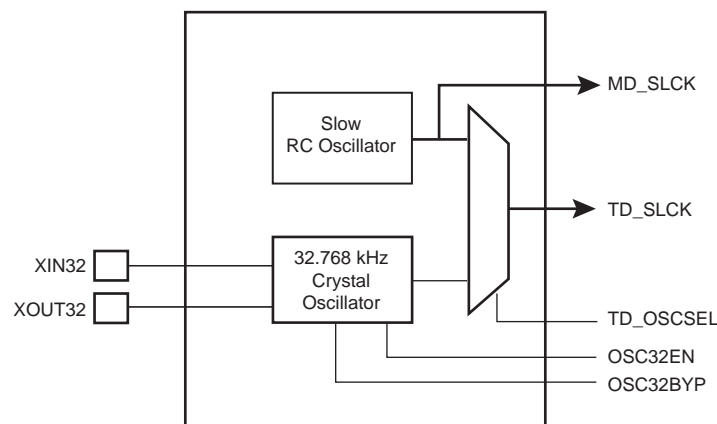 MD_SLCK
Slow
RC Oscillator
TD_SLCK
XIN32
32.768 kHz
Crystal
Oscillator
XOUT32
TD_OSCSEL
OSC32EN
OSC32BYP